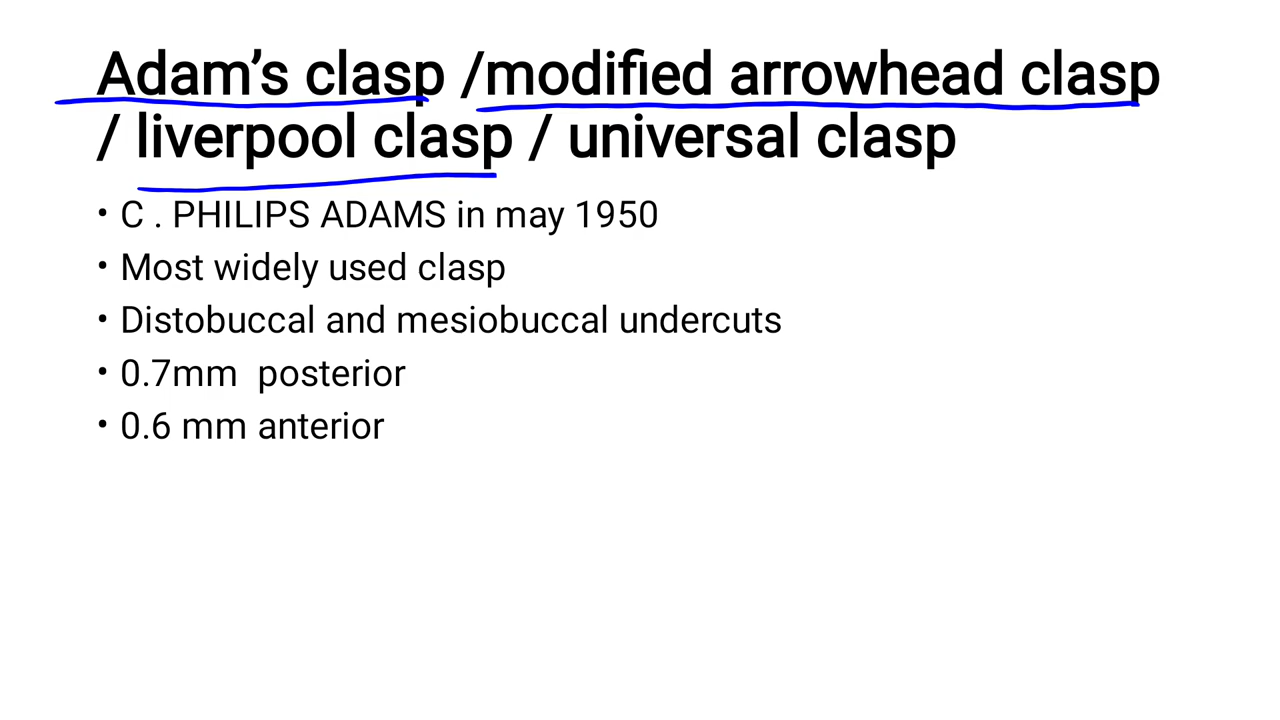 Adam’s clasp /modified arrowhead clasp
/ liverpool clasp / universal clasp
• C . PHILIPS ADAMS in may 1950
• Most widely used clasp
• Distobuccal and mesiobuccal undercuts
• 0.7mm  posterior
• 0.6 mm anterior